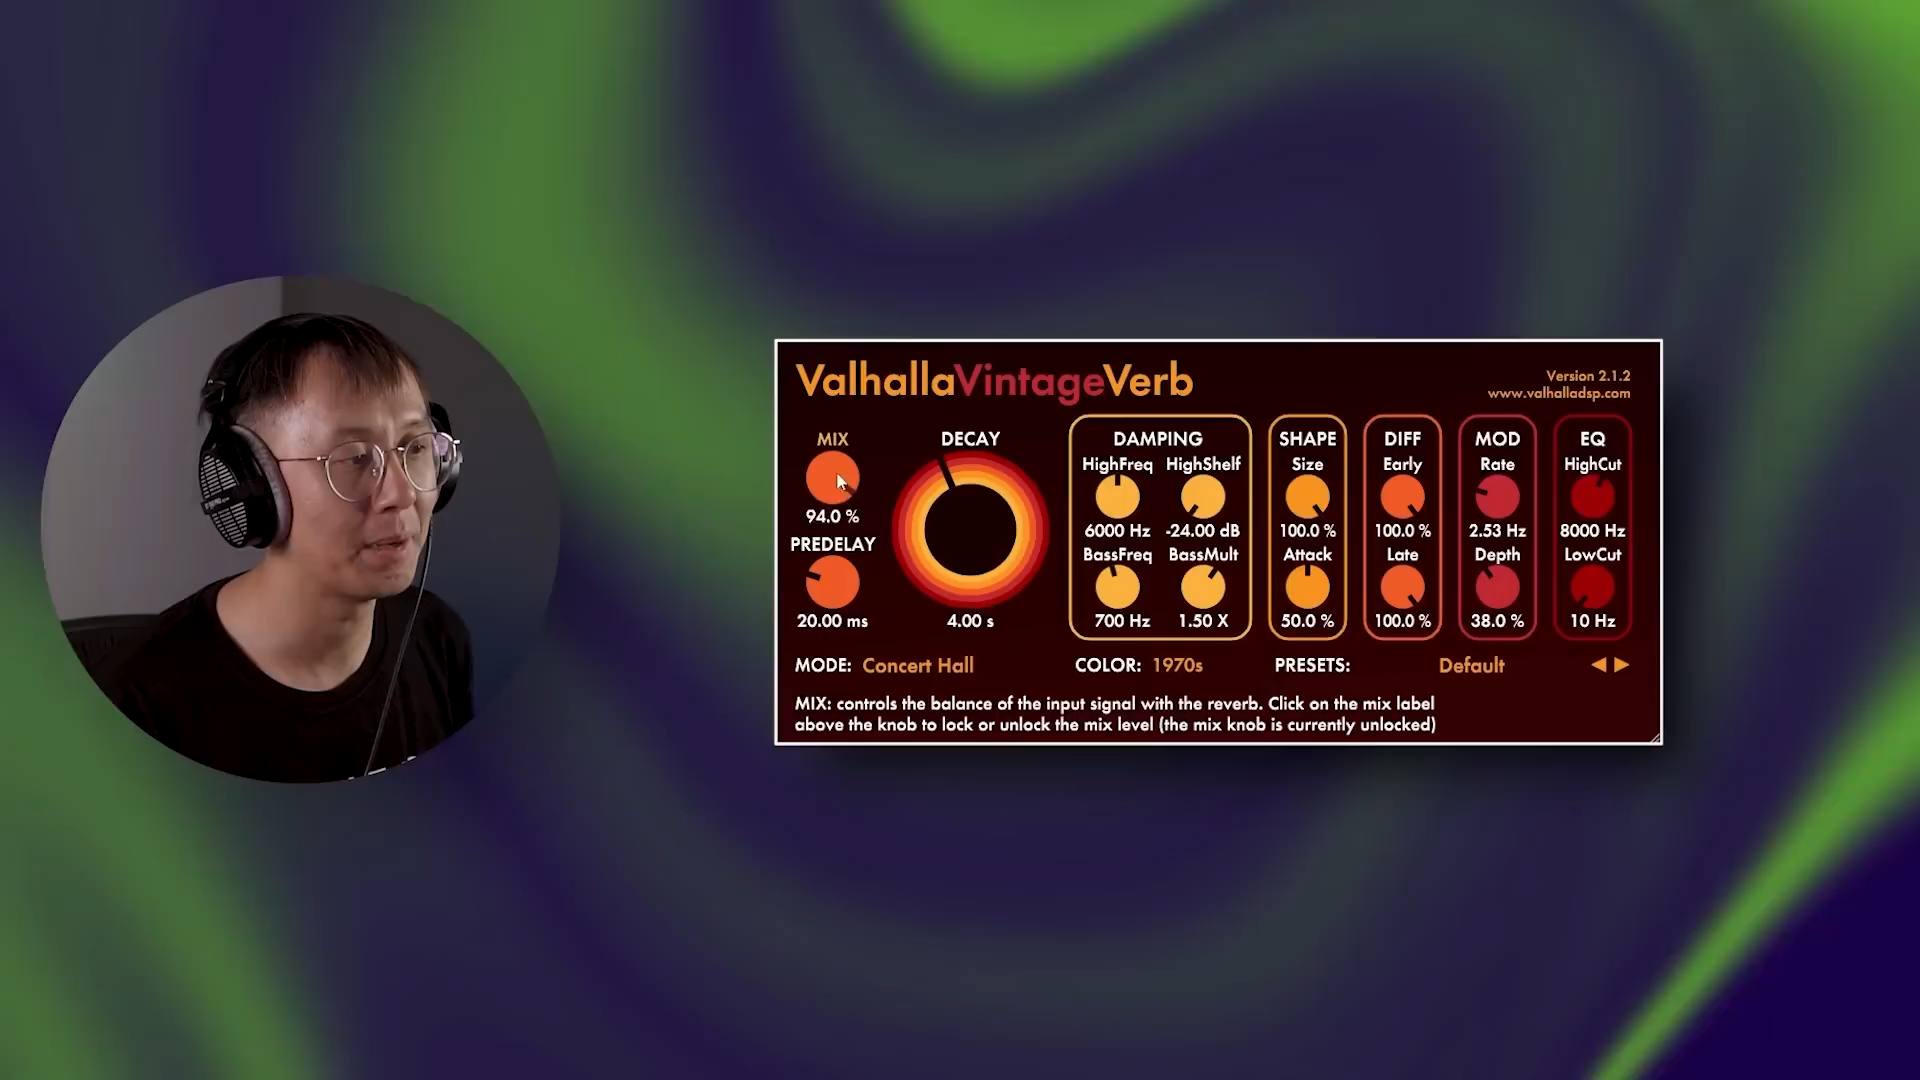 ValhallaVintageVerb
Version 2.1.2
www.valhalladsp.com
MIX
94.0 %
PREDELAY
20.00 ms
DECAY
4.00 s
DAMPING
HighFreq HighShelf
6000 Hz -24.00 dB
BassFreq BassMult
700 Hz 1.50 X
SHAPE
Size
100.0 %
Attack
50.0 %
DIFF
Early
100.0 %
Late
100.0 %
MOD
Rate
2.53 Hz
Depth
38.0 %
EQ
HighCut
8000 Hz
LowCut
10 Hz
MODE: Concert Hall COLOR: 1970s PRESETS: Default
MIX: controls the balance of the input signal with the reverb. Click on the mix label
above the knob to lock or unlock the mix level (the mix knob is currently unlocked)